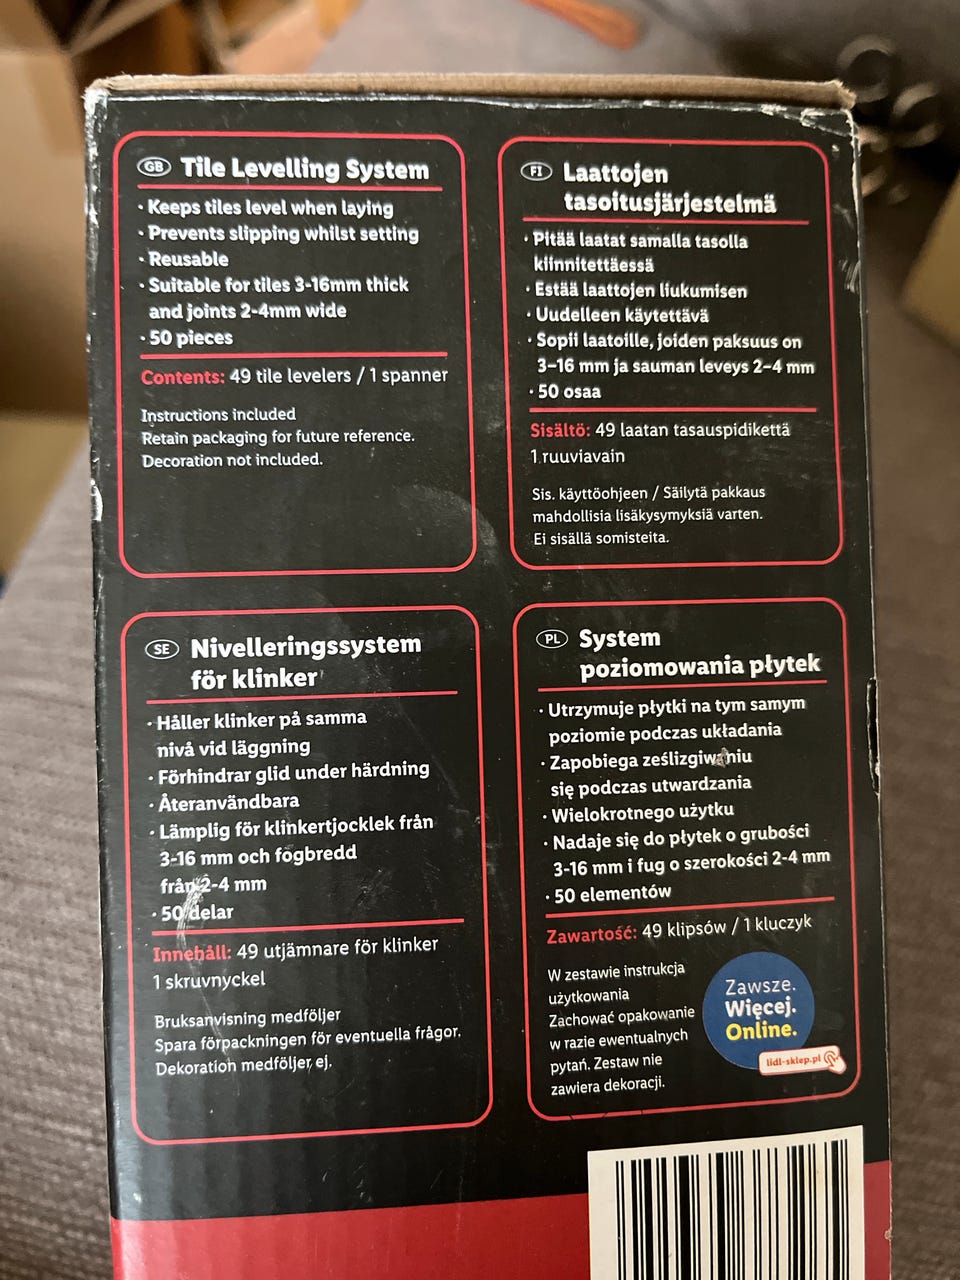 GB Tile Levelling System
· Keeps tiles level when laying
· Prevents slipping whilst setting
· Reusable
· Suitable for tiles 3-16mm thick
and joints 2-4mm wide
· 50 pieces
Contents: 49 tile levelers / 1 spanner
Instructions included
Retain packaging for future reference.
Decoration not included.
FI Laattojen
tasoitusjärjestelmä
· Pitää laatat samalla tasolla
kiinnitettäessä
· Estää laattojen liukumisen
· Uudelleen käytettävä
· Sopii laatoille, joiden paksuus on
3–16 mm ja sauman leveys 2–4 mm
· 50 osaa
Sisältö: 49 laatan tasauspidikettä
1 ruuviavain
Sis. käyttöohjeen / Säilytä pakkaus
mahdollisia lisäkysymyksiä varten.
Ei sisällä somisteita.
SE Nivelleringssystem
för klinker
· Håller klinker på samma
nivå vid läggning
· Förhindrar glid under härdning
· Återanvändbara
· Lämplig för klinkertjocklek från
3-16 mm och fogbredd
från 2-4 mm
· 50 delar
Innehåll: 49 utjämnare för klinker
1 skruvnyckel
Bruksanvisning medföljer
Spara förpackningen för eventuella frågor.
Dekoration medföljer ej.
PL System
poziomowania płytek
· Utrzymuje płytki na tym samym
poziomie podczas układania
· Zapobiega ześlizgiwaniu
się podczas utwardzania
· Wielokrotnego użytku
· Nadaje się do płytek o grubości
3-16 mm i fug o szerokości 2-4 mm
· 50 elementów
Zawartość: 49 klipsów / 1 kluczyk
W zestawie instrukcja
użytkowania
Zachować opakowanie
w razie ewentualnych
pytań. Zestaw nie
zawiera dekoracji.
Zawsze.
Więcej.
Online.
lidl-sklep.pl